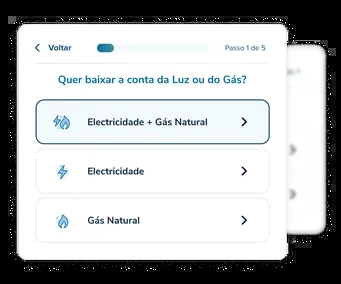 Voltar
Passo 1 de 5
Quer baixar a conta da Luz ou do Gás?
Electricidade + Gás Natural
Electricidade
Gás Natural